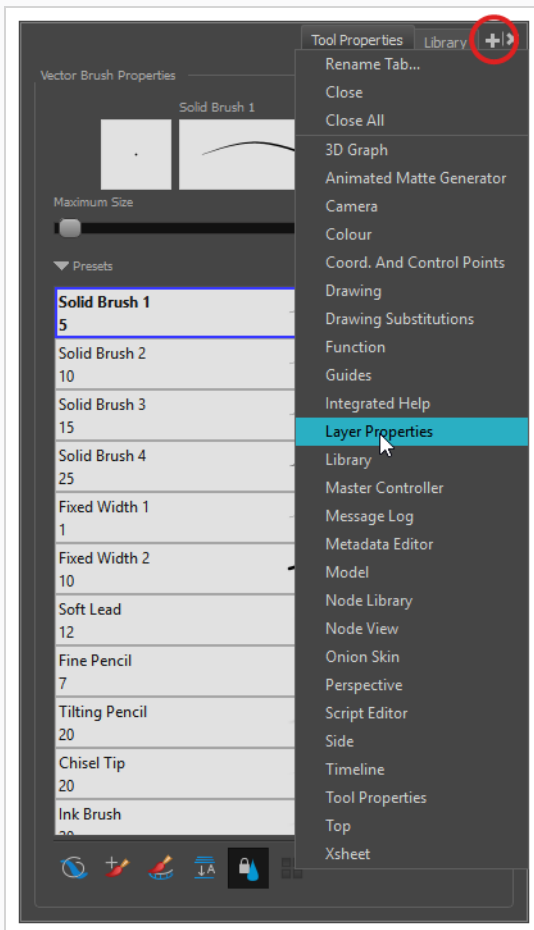 Tool Properties
Library
Vector Brush Properties
Solid Brush 1
Maximum Size
Presets
Solid Brush 1
5
Solid Brush 2
10
Solid Brush 3
15
Solid Brush 4
25
Fixed Width 1
1
Fixed Width 2
10
Soft Lead
12
Fine Pencil
7
Tilting Pencil
20
Chisel Tip
20
Ink Brush
Rename Tab...
Close
Close All
3D Graph
Animated Matte Generator
Camera
Colour
Coord. And Control Points
Drawing
Drawing Substitutions
Function
Guides
Integrated Help
Layer Properties
Library
Master Controller
Message Log
Metadata Editor
Model
Node Library
Node View
Onion Skin
Perspective
Script Editor
Side
Timeline
Tool Properties
Top
Xsheet